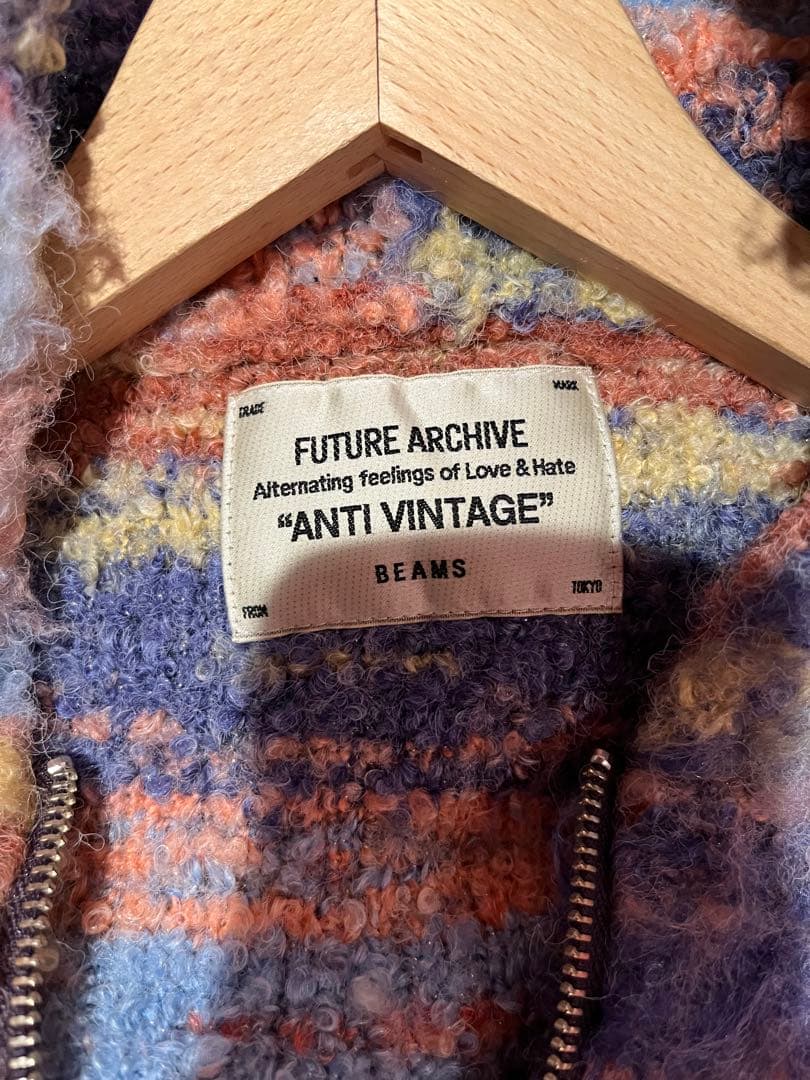 TRADE MARK
FUTURE ARCHIVE
Alternating feelings of Love & Hate
“ANTI VINTAGE”
BEAMS
FROM TOKYO